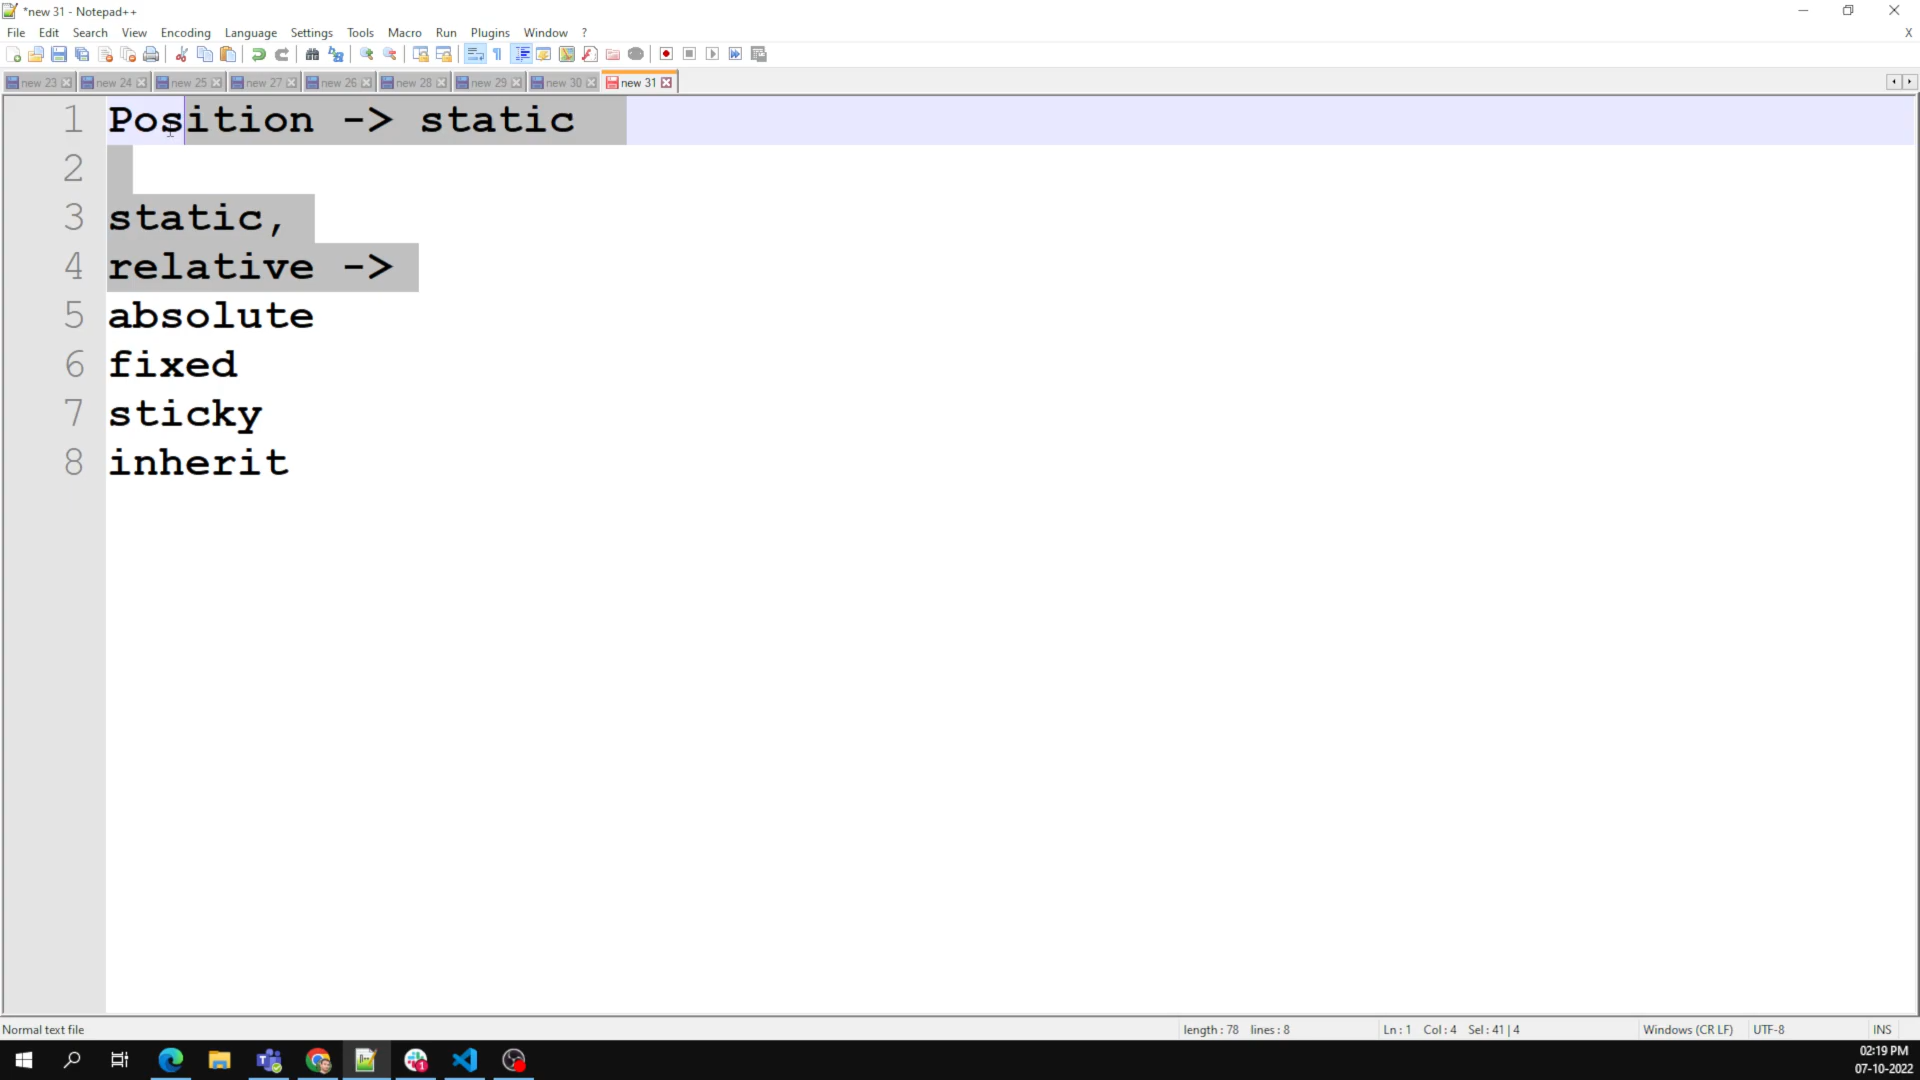 *new 31 - Notepad++
File Edit Search View Encoding Language Settings Tools Macro Run Plugins Window ? X
new 23 new 24 new 25 new 27 new 26 new 28 new 29 new 30 new 31
1 Position -> static
2
3 static,
4 relative ->
5 absolute
6 fixed
7 sticky
8 inherit
Normal text file length : 78 lines : 8 Ln : 1 Col : 4 Sel : 41 | 4 Windows (CR LF) UTF-8 INS
02:19 PM
07-10-2022